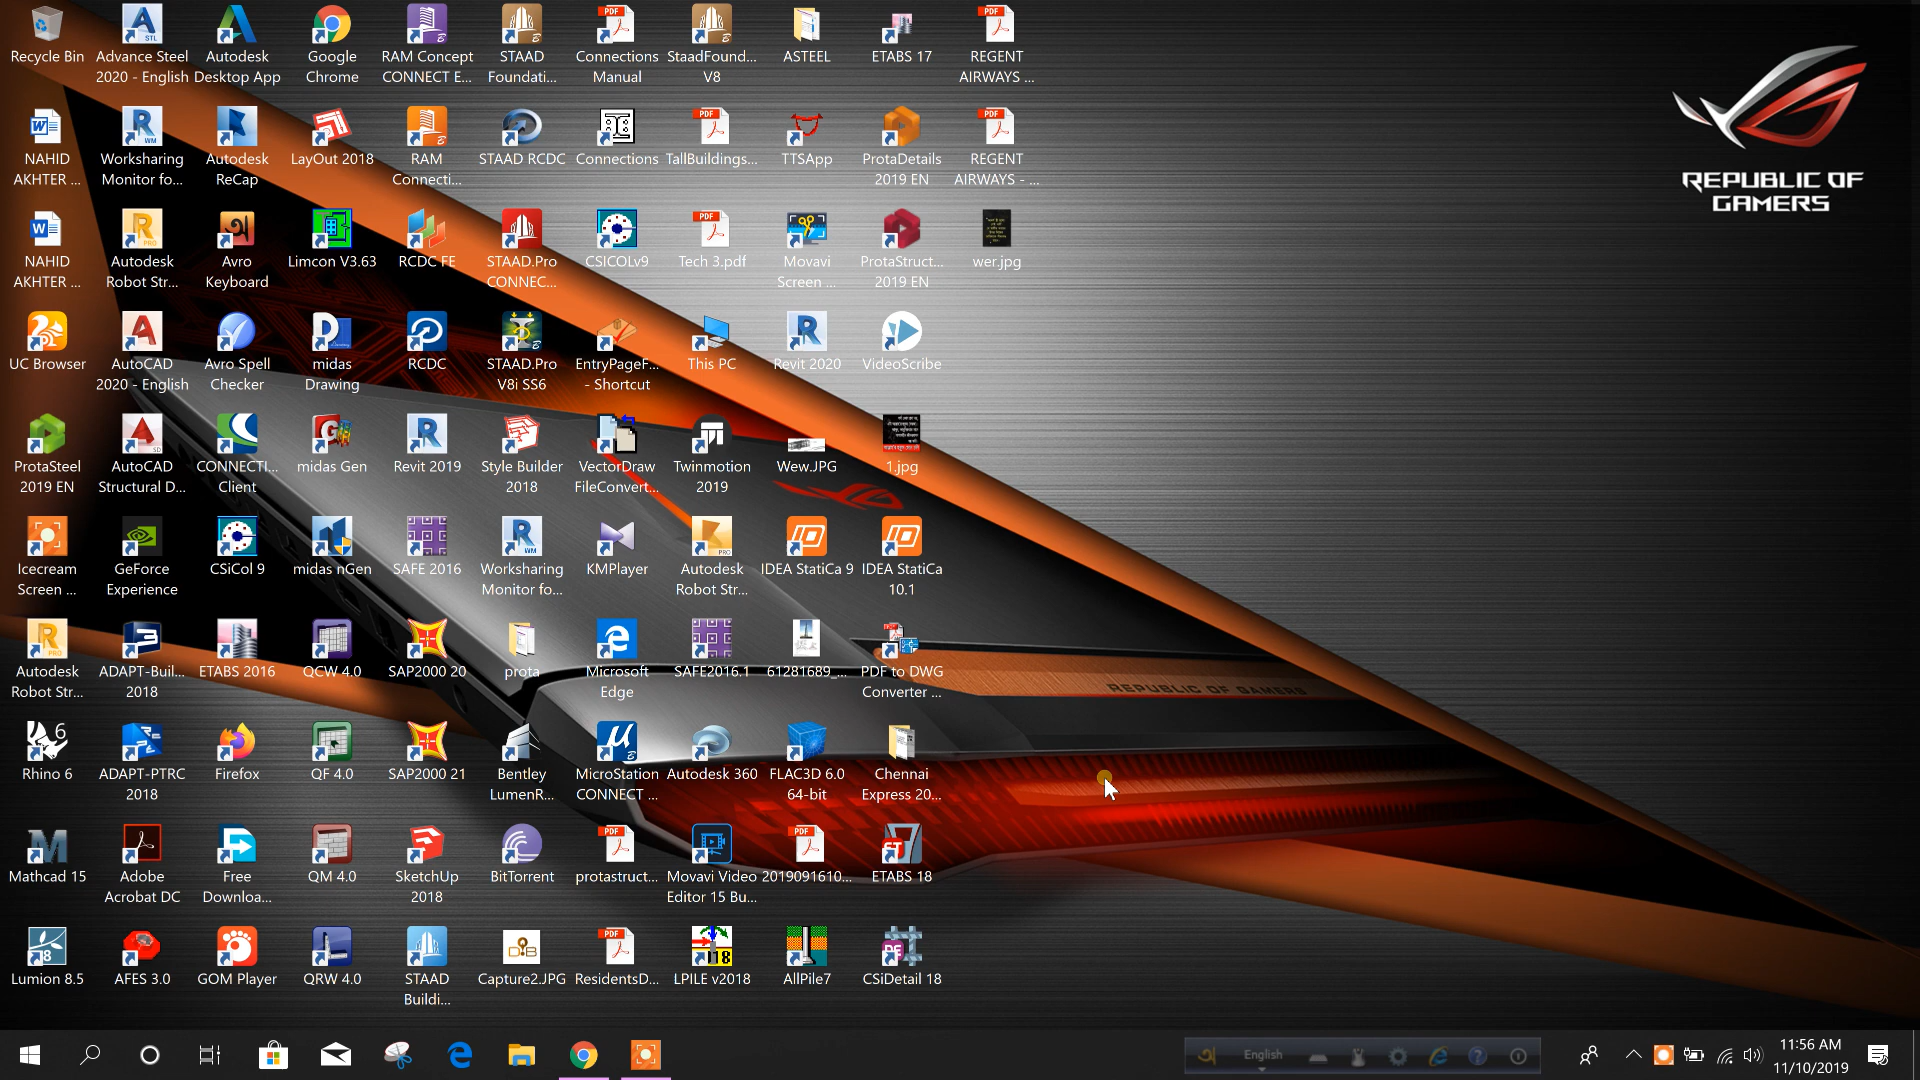 Recycle Bin
Advance Steel
2020 - English
Autodesk
Desktop App
Google
Chrome
RAM Concept
CONNECT E...
STAAD
Foundati...
Connections
Manual
StaadFound...
V8
ASTEEL
ETABS 17
REGENT
AIRWAYS ...
NAHID
AKHTER ...
Worksharing
Monitor fo...
Autodesk
ReCap
LayOut 2018
RAM
Connecti...
STAAD RCDC
Connections
TallBuildings...
TTSApp
ProtaDetails
2019 EN
REGENT
AIRWAYS - ...
REPUBLIC OF
GAMERS
NAHID
AKHTER ...
Autodesk
Robot Str...
Avro
Keyboard
Limcon V3.63
RCDC FE
STAAD.Pro
CONNEC...
CSICOLv9
Tech 3.pdf
Movavi
Screen ...
ProtaStruct...
2019 EN
wer.jpg
UC Browser
AutoCAD
2020 - English
Avro Spell
Checker
midas
Drawing
RCDC
STAAD.Pro
V8i SS6
EntryPageF...
- Shortcut
This PC
Revit 2020
VideoScribe
ProtaSteel
2019 EN
AutoCAD
Structural D...
CONNECTI...
Client
midas Gen
Revit 2019
Style Builder
2018
VectorDraw
FileConvert...
Twinmotion
2019
Wew.JPG
1.jpg
Icecream
Screen ...
GeForce
Experience
CSiCol 9
midas nGen
SAFE 2016
Worksharing
Monitor fo...
KMPlayer
Autodesk
Robot Str...
IDEA StatiCa 9
IDEA StatiCa
10.1
Autodesk
Robot Str...
ADAPT-Buil...
2018
ETABS 2016
QCW 4.0
SAP2000 20
prota
Microsoft
Edge
SAFE2016.1
61281689_...
PDF to DWG
Converter ...
REPUBLIC OF GAMERS
Rhino 6
ADAPT-PTRC
2018
Firefox
QF 4.0
SAP2000 21
Bentley
LumenR...
MicroStation
CONNECT ...
Autodesk 360
FLAC3D 6.0
64-bit
Chennai
Express 20...
Mathcad 15
Adobe
Acrobat DC
Free
Downloa...
QM 4.0
SketchUp
2018
BitTorrent
protastruct...
Movavi Video
Editor 15 Bu...
2019091610...
ETABS 18
Lumion 8.5
AFES 3.0
GOM Player
QRW 4.0
STAAD
Buildi...
Capture2.JPG
ResidentsD...
LPILE v2018
AllPile7
CSiDetail 18
English
11:56 AM
11/10/2019